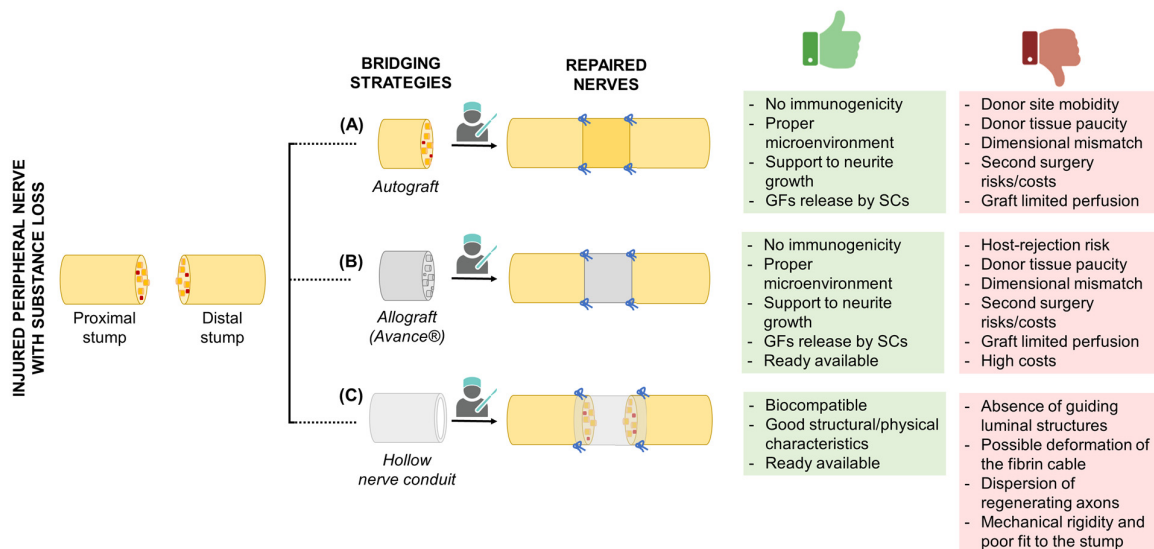 INJURED PERIPHERAL NERVE
WITH SUBSTANCE LOSS
Proximal
stump
Distal
stump
BRIDGING
STRATEGIES
REPAIRED
NERVES
(A)
Autograft
- No immunogenicity
- Proper
microenvironment
- Support to neurite
growth
- GFs release by SCs
- Donor site mobidity
- Donor tissue paucity
- Dimensional mismatch
- Second surgery
risks/costs
- Graft limited perfusion
(B)
Allograft
(Avance®)
- No immunogenicity
- Proper
microenvironment
- Support to neurite
growth
- GFs release by SCs
- Ready available
- Host-rejection risk
- Donor tissue paucity
- Dimensional mismatch
- Second surgery
risks/costs
- Graft limited perfusion
- High costs
(C)
Hollow
nerve conduit
- Biocompatible
- Good structural/physical
characteristics
- Ready available
- Absence of guiding
luminal structures
- Possible deformation of
the fibrin cable
- Dispersion of
regenerating axons
- Mechanical rigidity and
poor fit to the stump